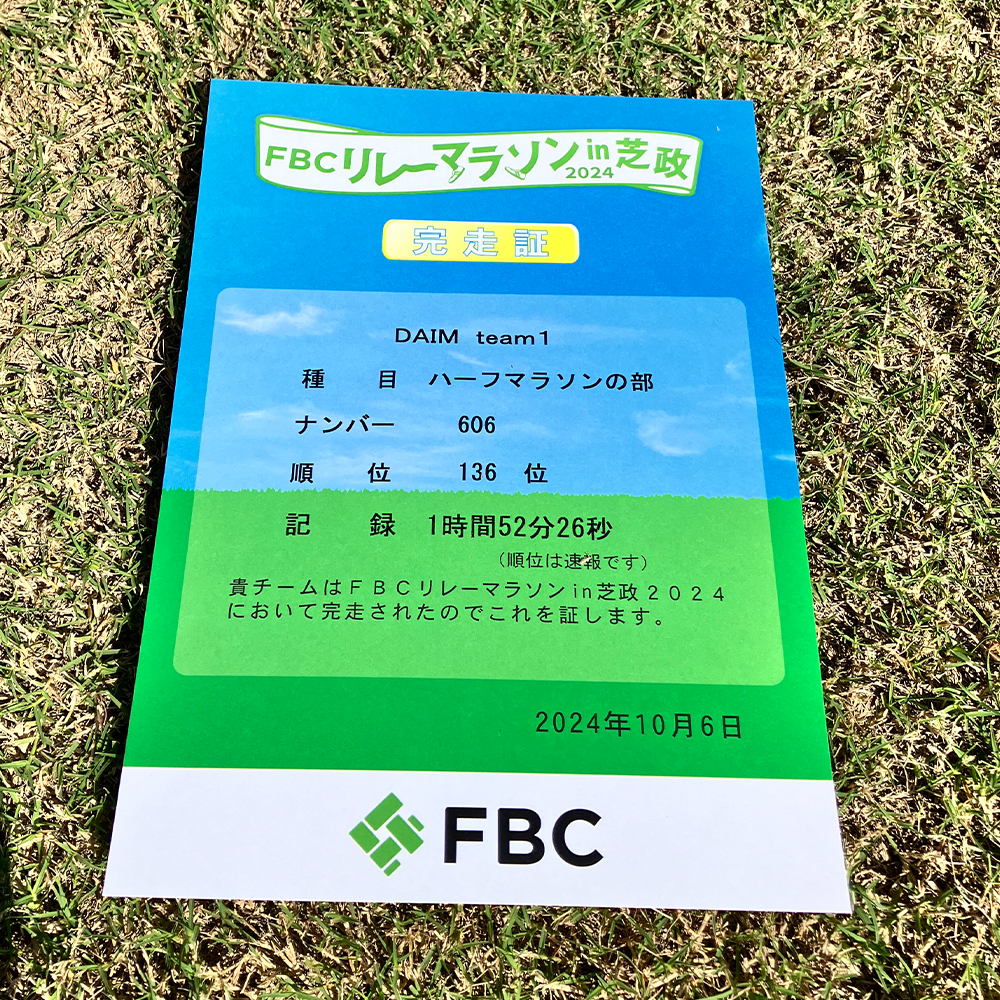 FBCリレーマラソンin芝政
2024
完走証
DAIM team1
種 目 ハーフマラソンの部
ナンバー 606
順 位 136 位
記 録 1時間52分26秒
（順位は速報です）
貴チームはＦＢＣリレーマラソンin芝政２０２４
において完走されたのでこれを証します。
2024年10月6日
FBC